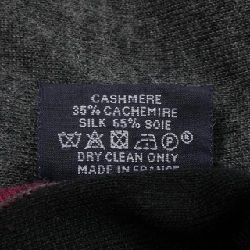 CASHMERE
35% CACHEMIRE
SILK 65% SOIE
DRY CLEAN ONLY
MADE IN FRANCE